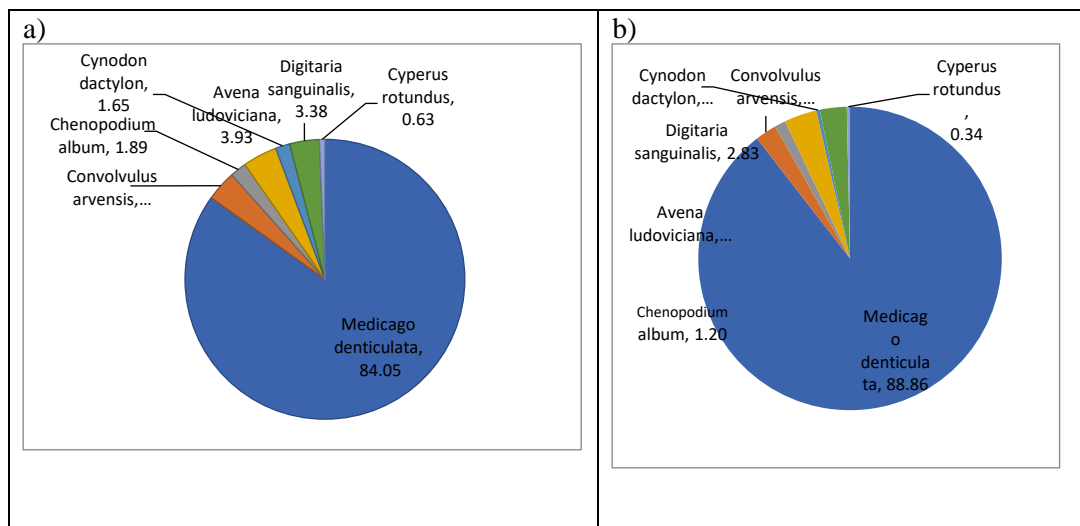 a)
Cynodon
dactylon,
1.65
Digitaria
sanguinalis,
3.38
Cyperus
rotundus,
0.63
Avena
ludoviciana,
3.93
Chenopodium
album, 1.89
Convolvulus
arvensis,...
Medicago
denticulata,
84.05
b)
Cynodon
dactylon,...
Convolvulus
arvensis,...
Cyperus
rotundus
,
0.34
Digitaria
sanguinalis, 2.83
Avena
ludoviciana,...
Chenopodium
album, 1.20
Medicag
o
denticula
ta, 88.86